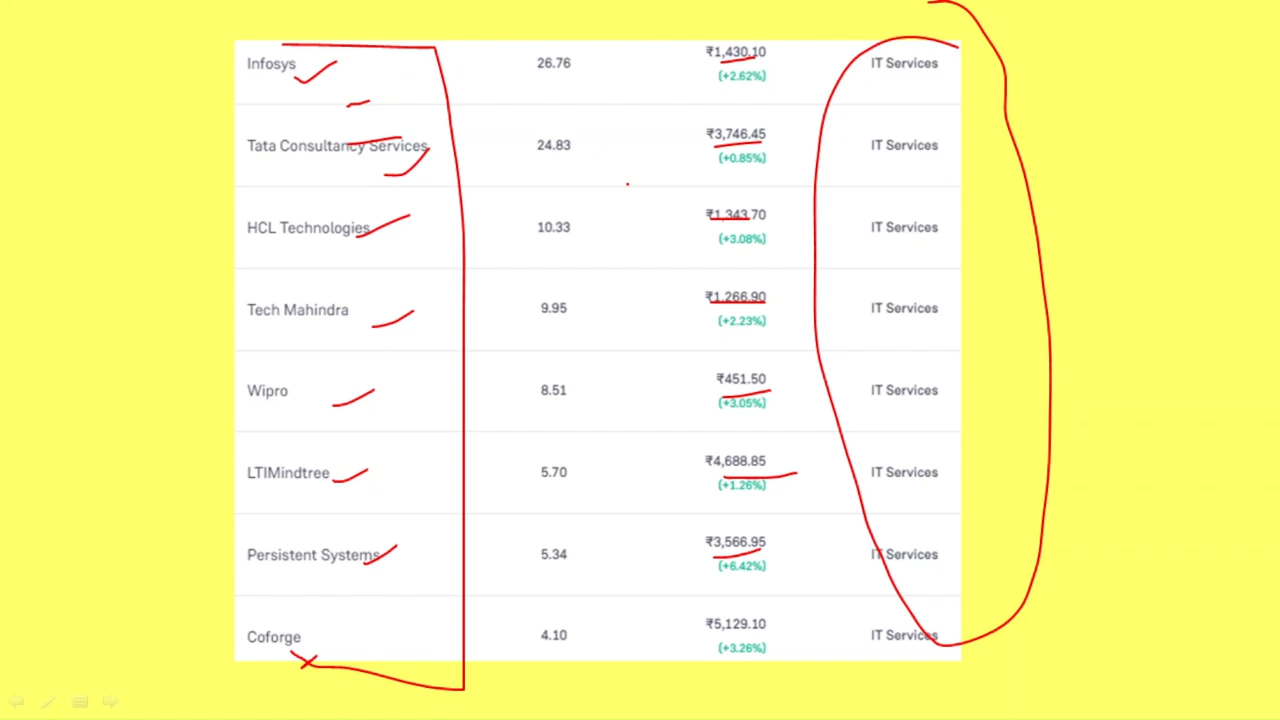 ₹1,430.10
Infosys 26.76 IT Services
(+2.62%)
₹3,746.45
Tata Consultancy Services 24.83 IT Services
(+0.85%)
₹1,343.70
HCL Technologies 10.33 IT Services
(+3.08%)
₹1,266.90
Tech Mahindra 9.95 IT Services
(+2.23%)
₹451.50
Wipro 8.51 IT Services
(+3.05%)
₹4,688.85
LTIMindtree 5.70 IT Services
(+1.26%)
₹3,566.95
Persistent Systems 5.34 IT Services
(+6.42%)
₹5,129.10
Coforge 4.10 IT Services
(+3.26%)